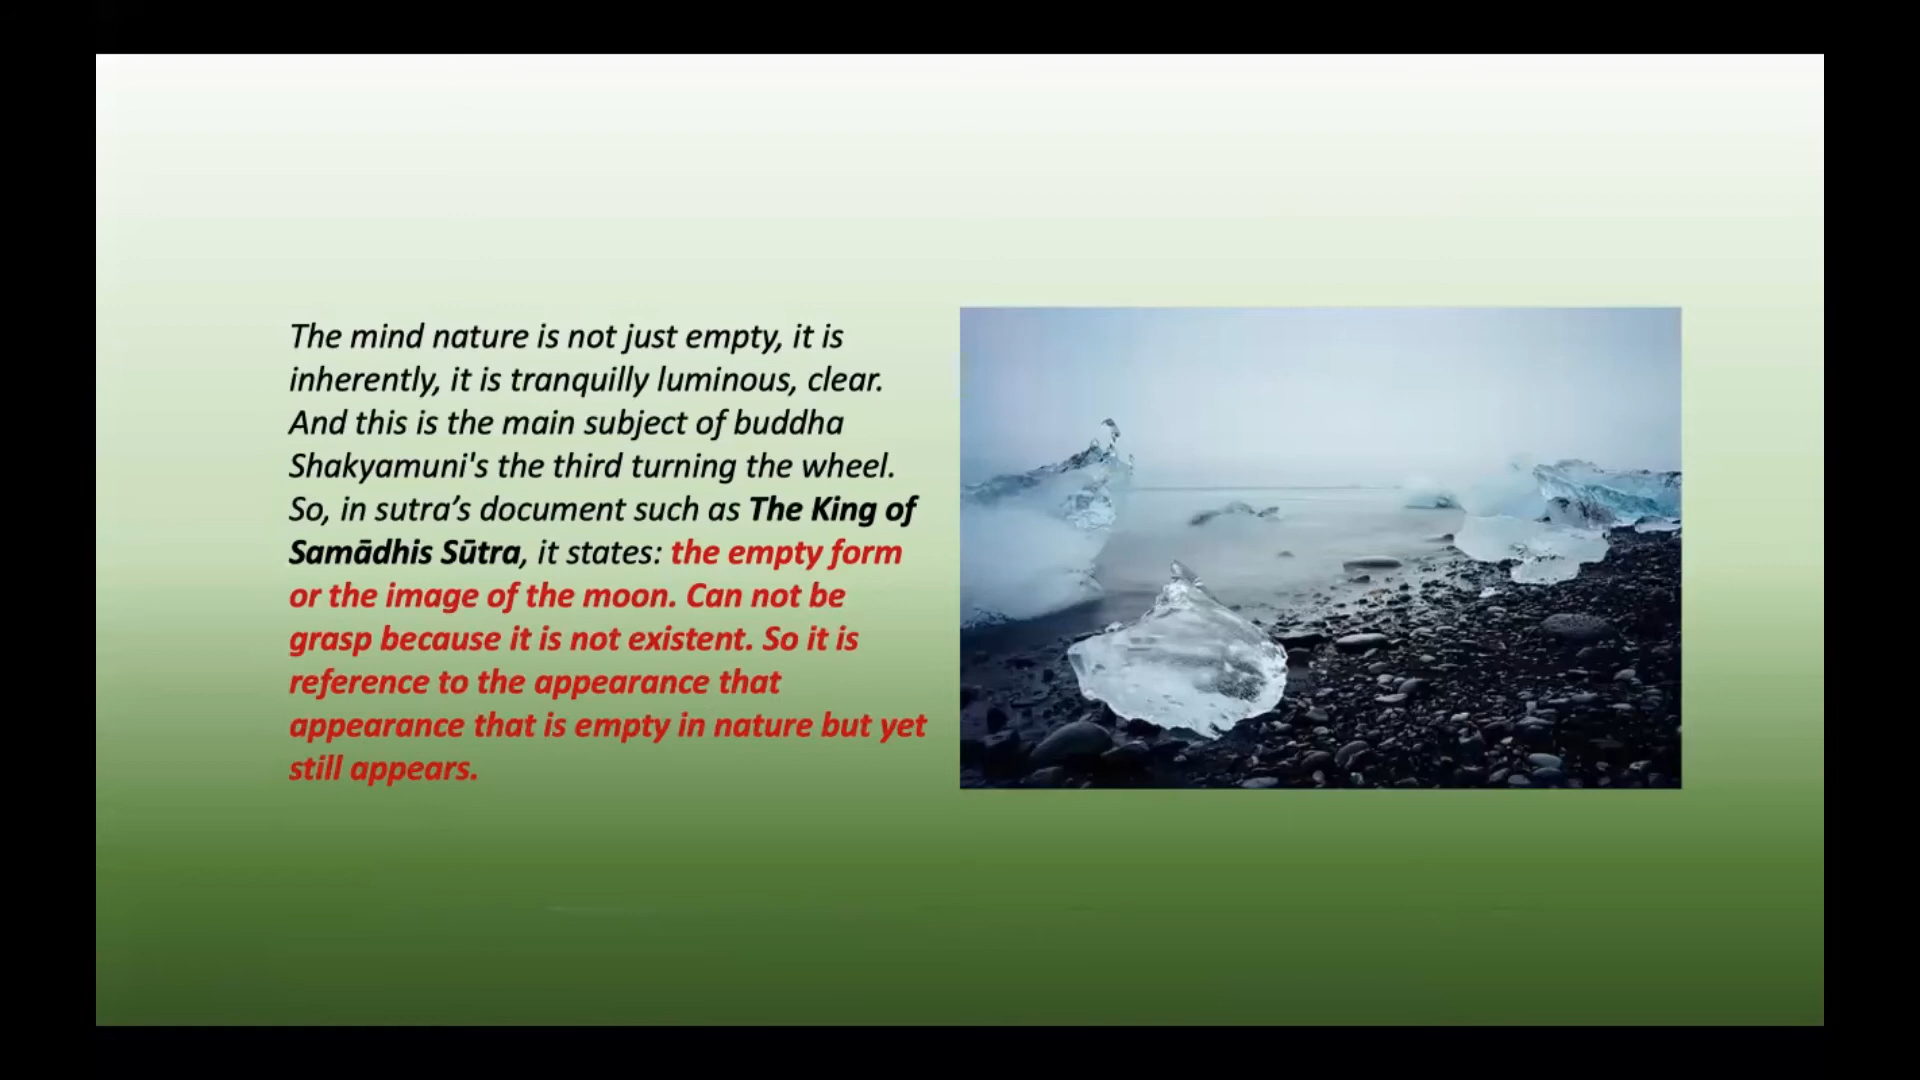 The mind nature is not just empty, it is
inherently, it is tranquilly luminous, clear.
And this is the main subject of buddha
Shakyamuni's the third turning the wheel.
So, in sutra’s document such as The King of
Samādhis Sūtra, it states: the empty form
or the image of the moon. Can not be
grasp because it is not existent. So it is
reference to the appearance that
appearance that is empty in nature but yet
still appears.